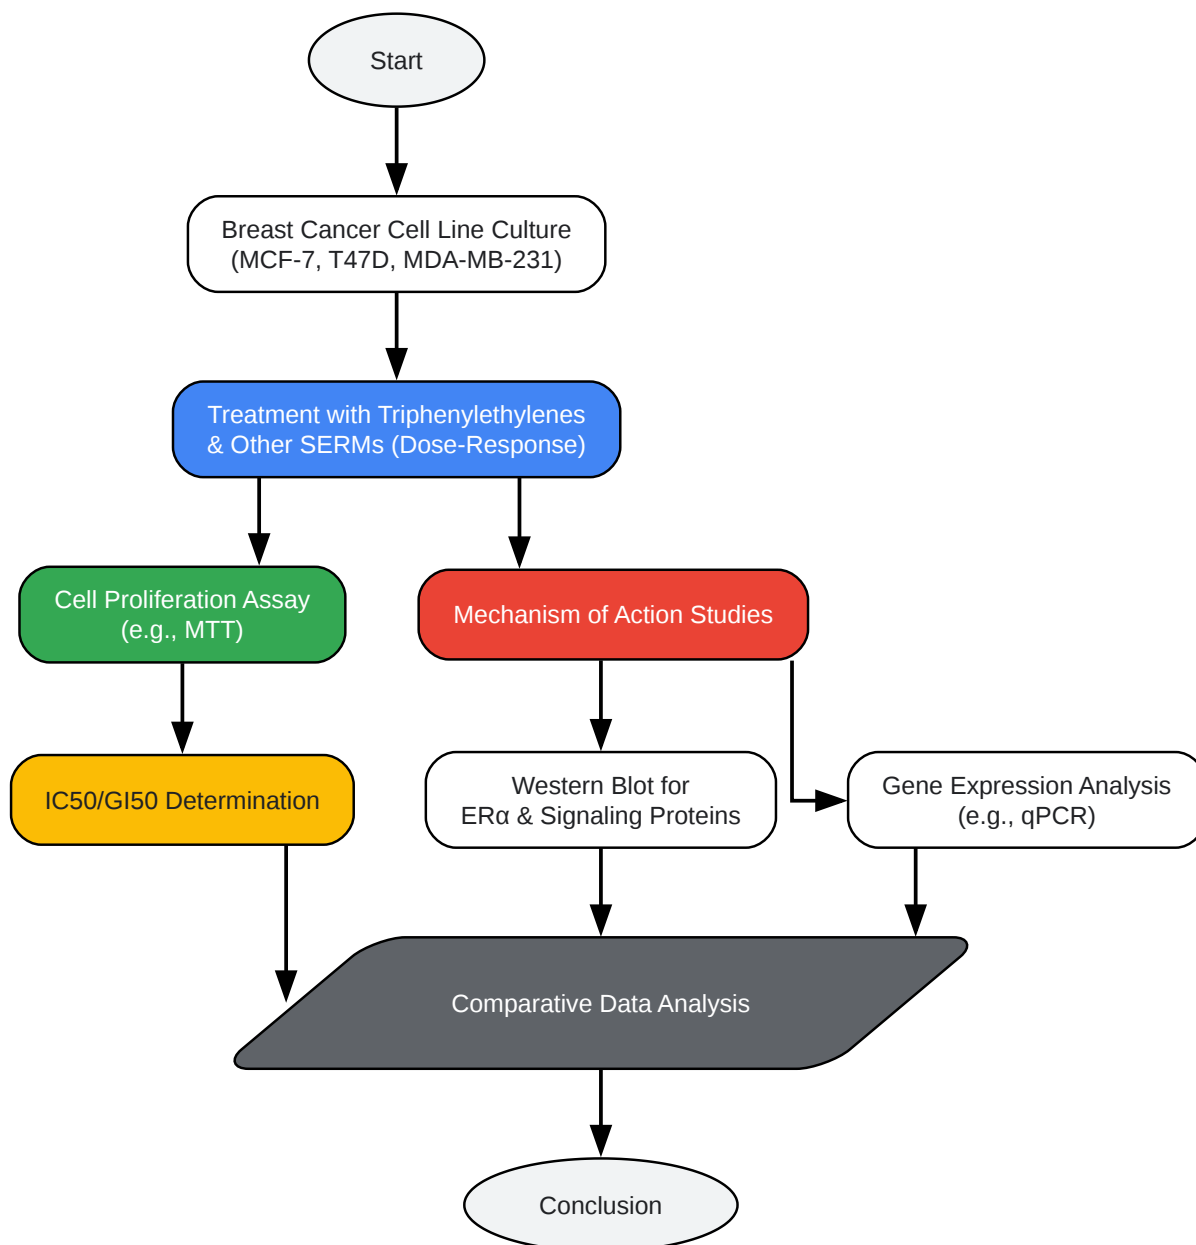 Start
Breast Cancer Cell Line Culture
(MCF-7, T47D, MDA-MB-231)
Treatment with Triphenylethylenes
& Other SERMs (Dose-Response)
Cell Proliferation Assay
(e.g., MTT)
Mechanism of Action Studies
IC50/GI50 Determination
Western Blot for
ERα & Signaling Proteins
Gene Expression Analysis
(e.g., qPCR)
Comparative Data Analysis
Conclusion